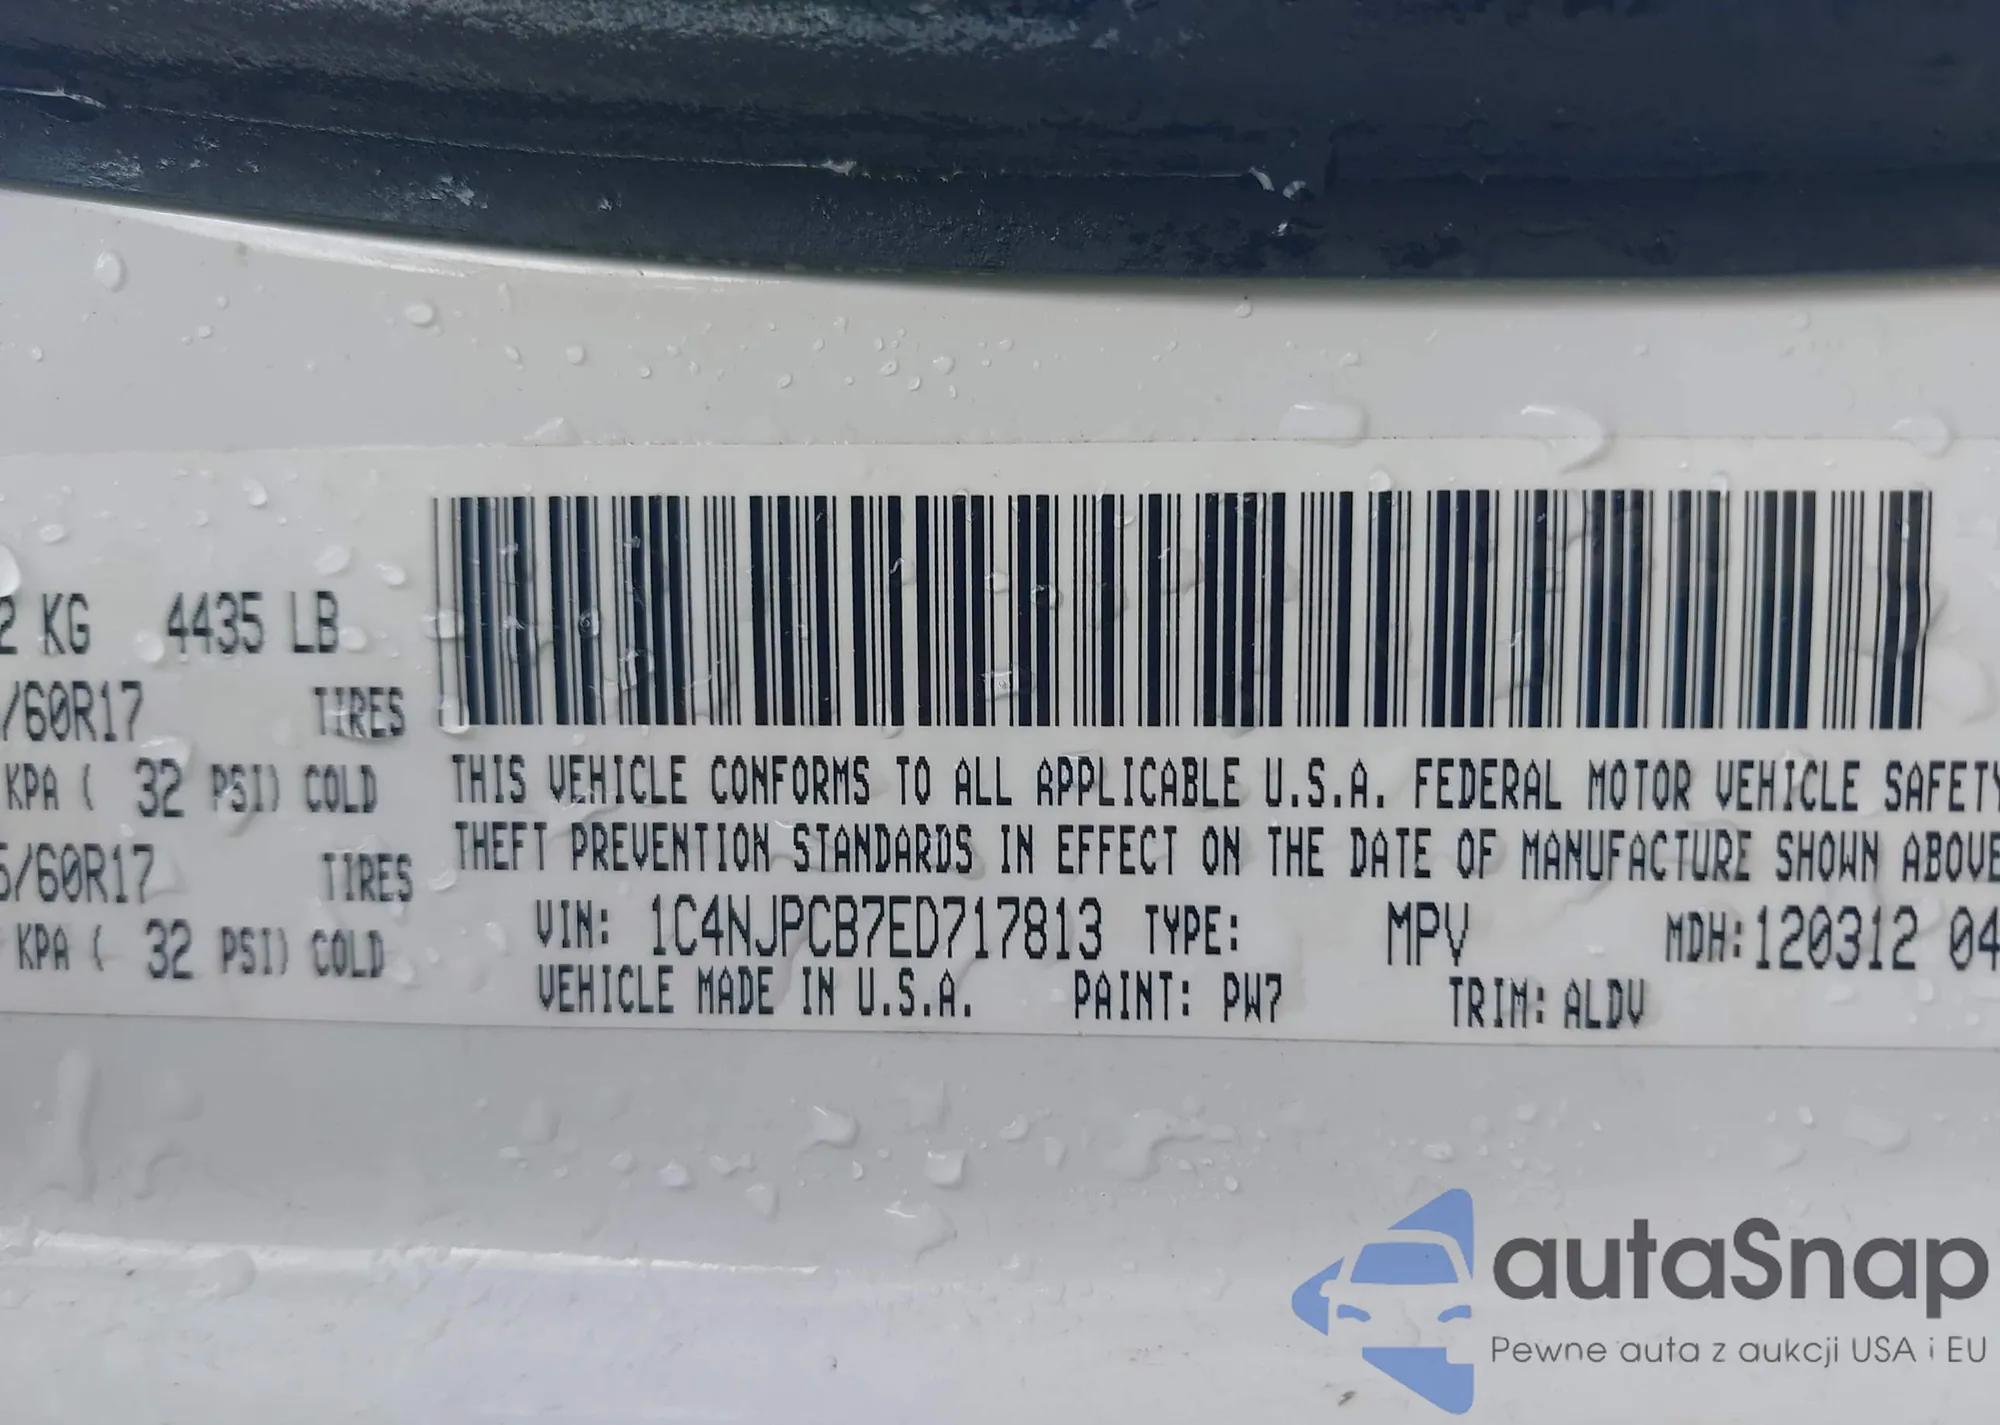 2 KG 4435 LB
/60R17 TIRES
KPA ( 32 PSI) COLD
5/60R17 TIRES
KPA ( 32 PSI) COLD
THIS VEHICLE CONFORMS TO ALL APPLICABLE U.S.A. FEDERAL MOTOR VEHICLE SAFETY
THEFT PREVENTION STANDARDS IN EFFECT ON THE DATE OF MANUFACTURE SHOWN ABOVE
VIN: 1C4NJPCB7ED717813 TYPE: MPV MDH:120312 04
VEHICLE MADE IN U.S.A. PAINT: PW7 TRIM: ALDV
autaSnap
Pewne auta z aukcji USA i EU